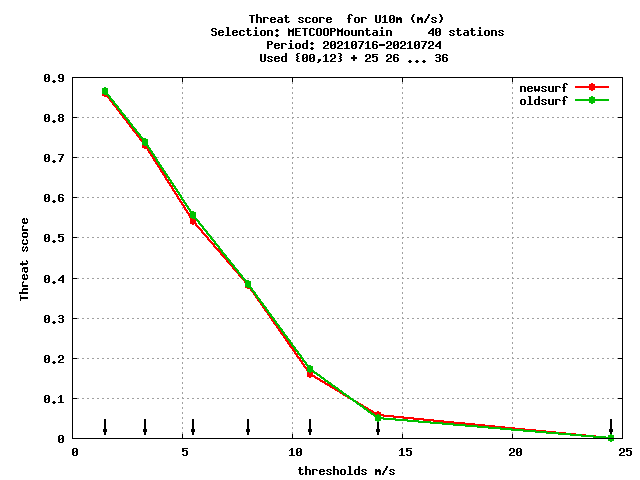 Threat score  for U10m (m/s)
Selection: METCOOPMountain     40 stations
Period: 20210716-20210724
Used {00,12} + 25 26 ... 36
newsurf
oldsurf
0.9
0.8
0.7
0.6
0.5
0.4
0.3
0.2
0.1
0
Threat score
0 5 10 15 20 25
thresholds m/s